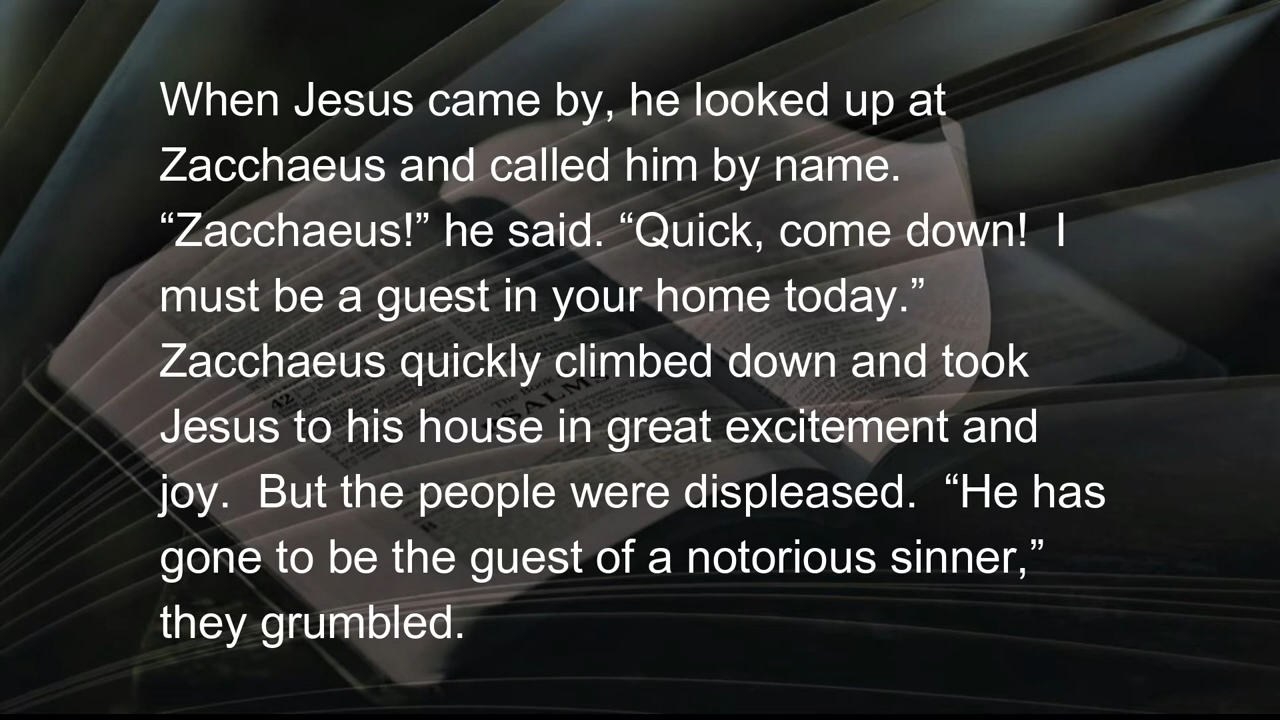 When Jesus came by, he looked up at
Zacchaeus and called him by name.
“Zacchaeus!” he said. “Quick, come down!  I
must be a guest in your home today.”
Zacchaeus quickly climbed down and took
Jesus to his house in great excitement and
joy.  But the people were displeased.  “He has
gone to be the guest of a notorious sinner,”
they grumbled.